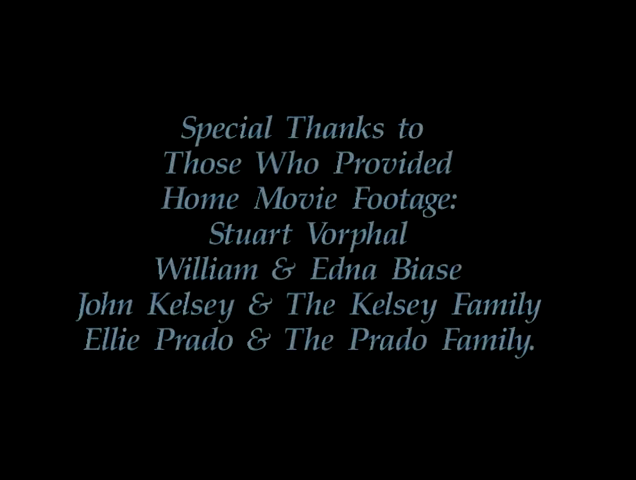 Special Thanks to
Those Who Provided
Home Movie Footage:
Stuart Vorphal
William & Edna Biase
John Kelsey & The Kelsey Family
Ellie Prado & The Prado Family.